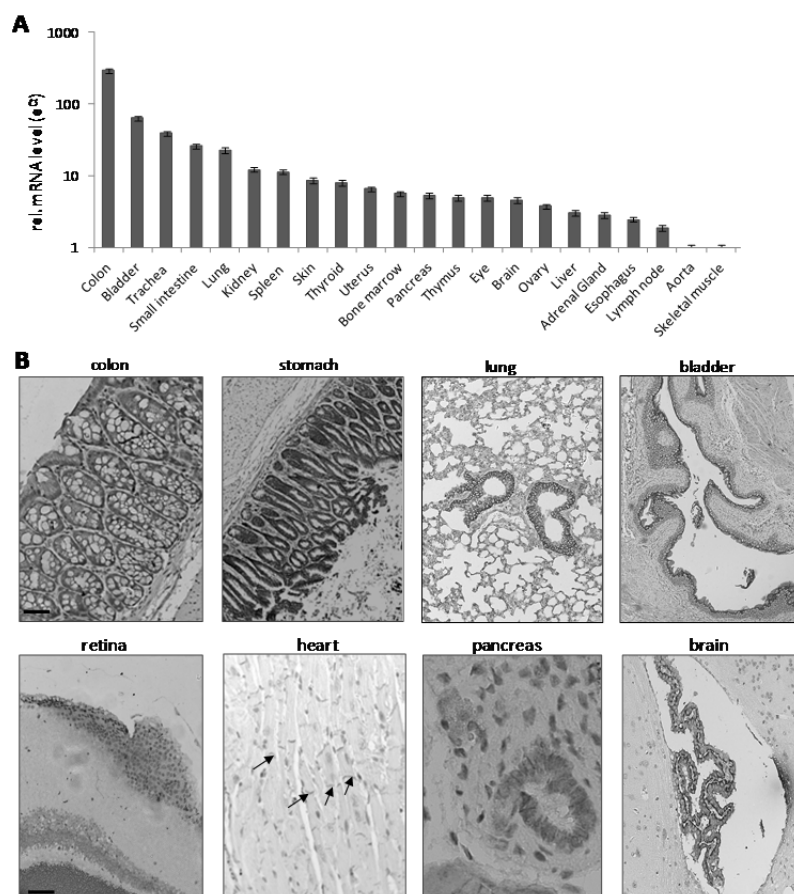 A
1000
100
10
1
rel. mRNA level (e^α)
Colon
Bladder
Trachea
Small intestine
Lung
Kidney
Spleen
Skin
Thyroid
Uterus
Bone marrow
Pancreas
Thymus
Eye
Brain
Ovary
Liver
Adrenal Gland
Esophagus
Lymph node
Aorta
Skeletal muscle
B
colon
stomach
lung
bladder
retina
heart
pancreas
brain